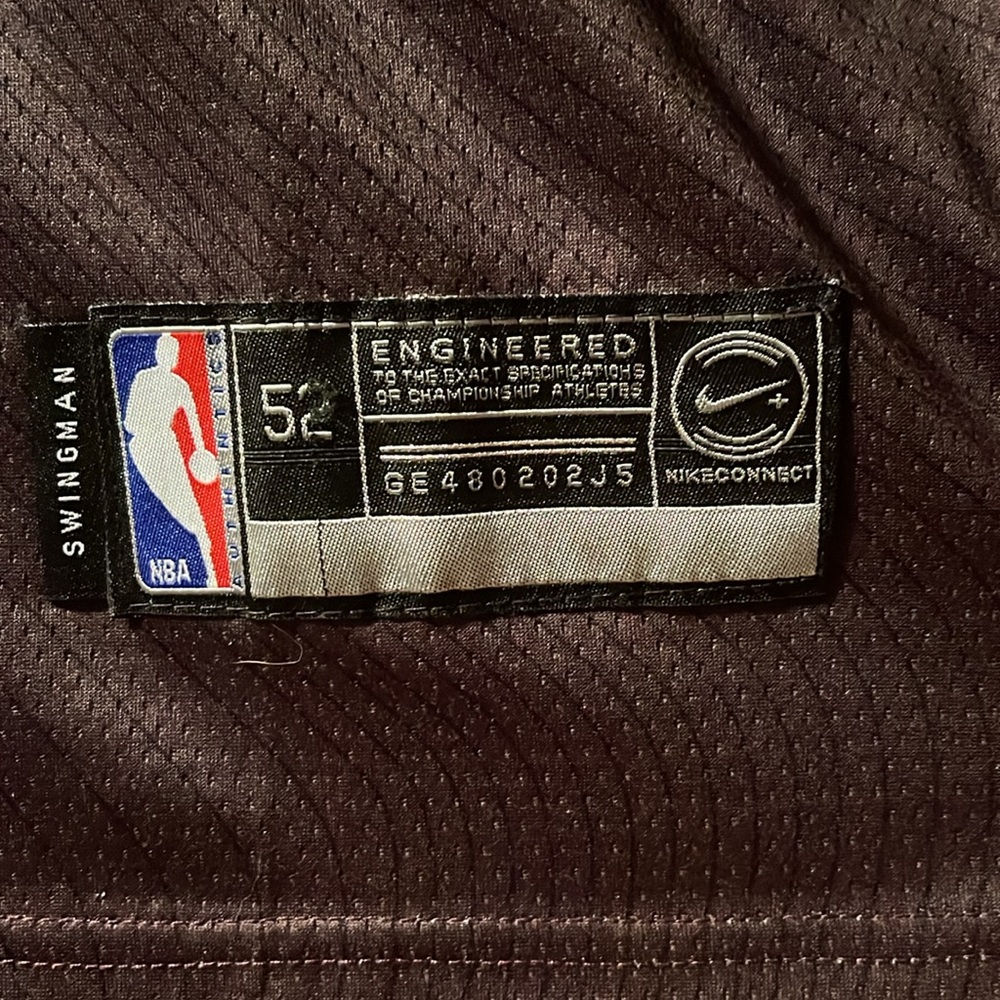 SWINGMAN
NBA
AUTHENTICS
52
ENGINEERED
TO THE EXACT SPECIFICATIONS
OF CHAMPIONSHIP ATHLETES
GE480202J5
NIKECONNECT